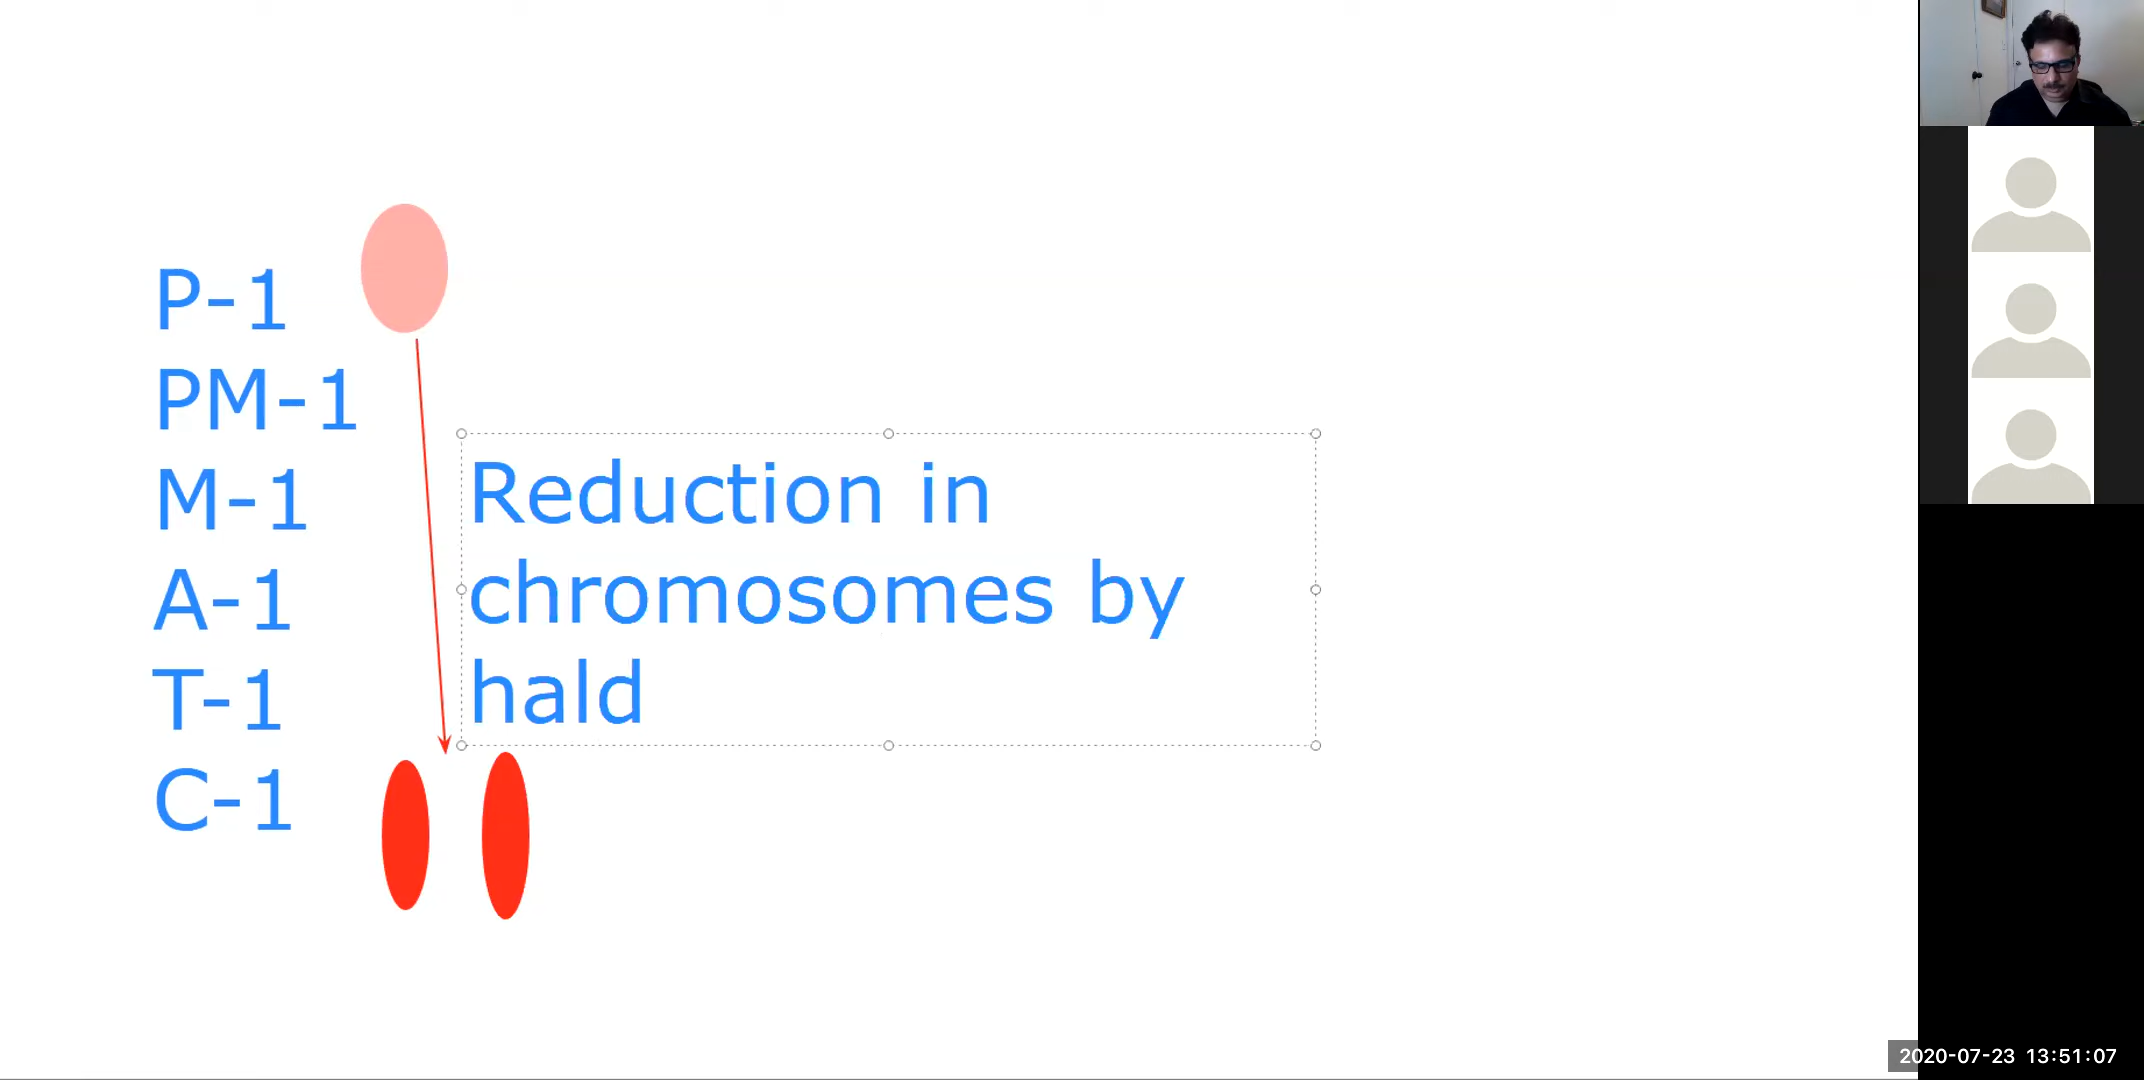 P-1
PM-1
M-1
A-1
T-1
C-1
Reduction in
chromosomes by
hald
2020-07-23 13:51:07